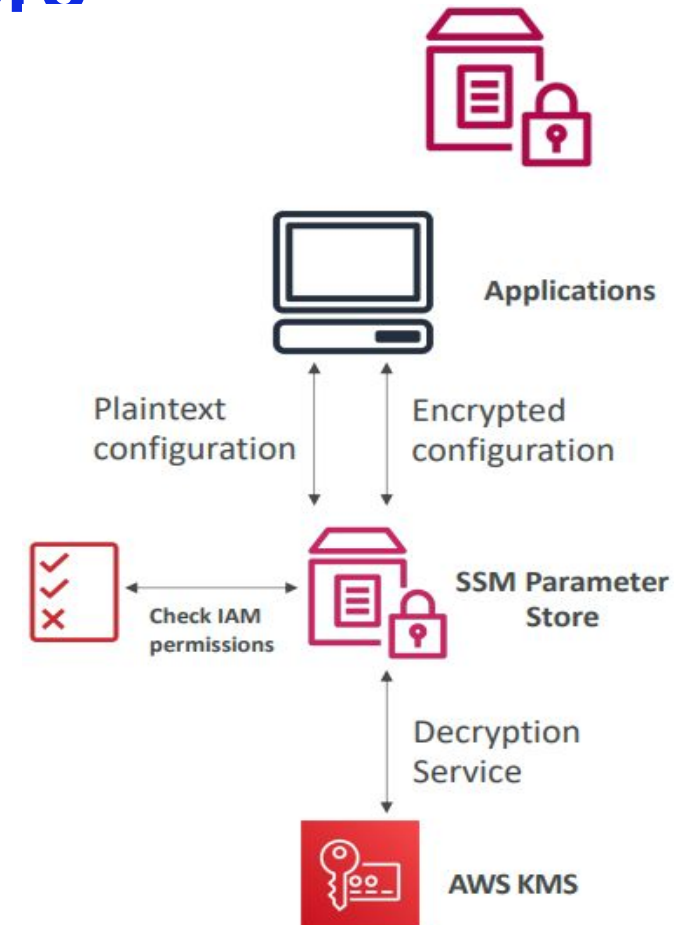 Applications
Plaintext
configuration
Encrypted
configuration
SSM Parameter
Store
Check IAM
permissions
Decryption
Service
AWS KMS